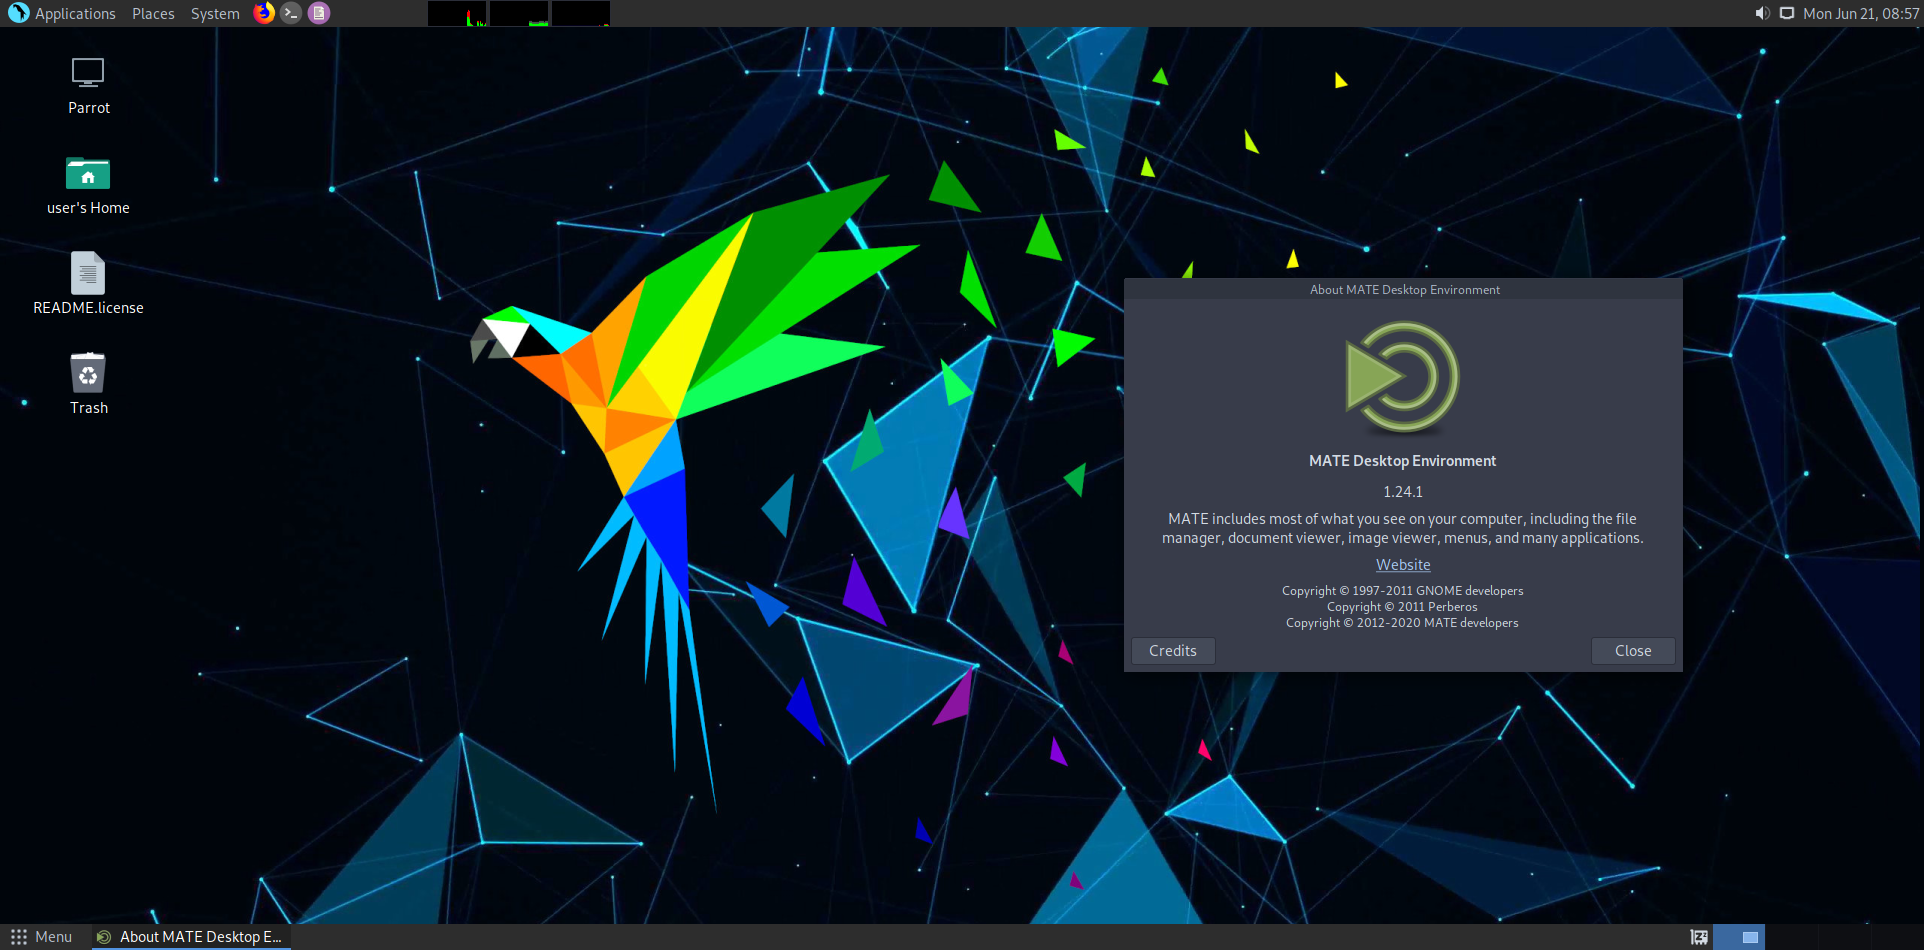 Applications Places System
Mon Jun 21, 08:57
Parrot
user's Home
README.license
Trash
About MATE Desktop Environment
MATE Desktop Environment
1.24.1
MATE includes most of what you see on your computer, including the file
manager, document viewer, image viewer, menus, and many applications.
Website
Copyright © 1997-2011 GNOME developers
Copyright © 2011 Perberos
Copyright © 2012-2020 MATE developers
Credits
Close
Menu
About MATE Desktop E...